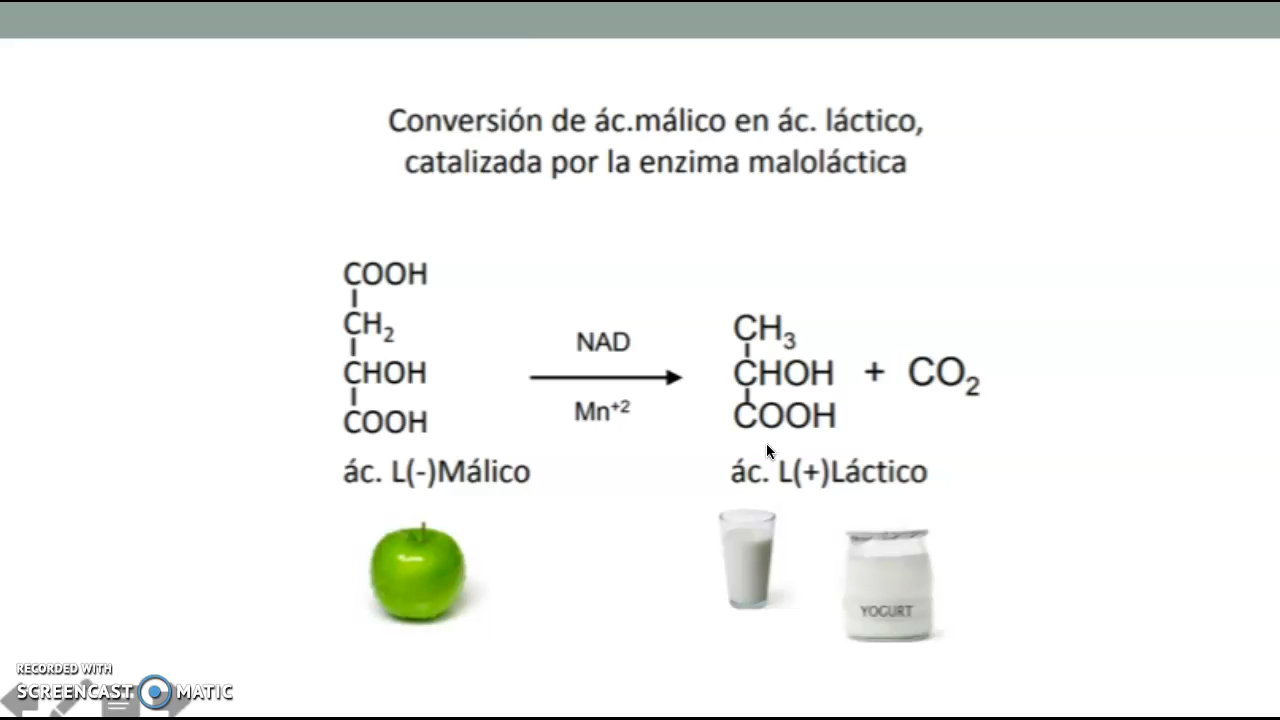 Conversión de ác.málico en ác. láctico,
catalizada por la enzima maloláctica
COOH
CH₂
CHOH
COOH
NAD
Mn⁺²
CH₃
CHOH + CO₂
COOH
ác. L(-)Málico
ác. L(+)Láctico
YOGURT
RECORDED WITH
SCREENCAST MATIC